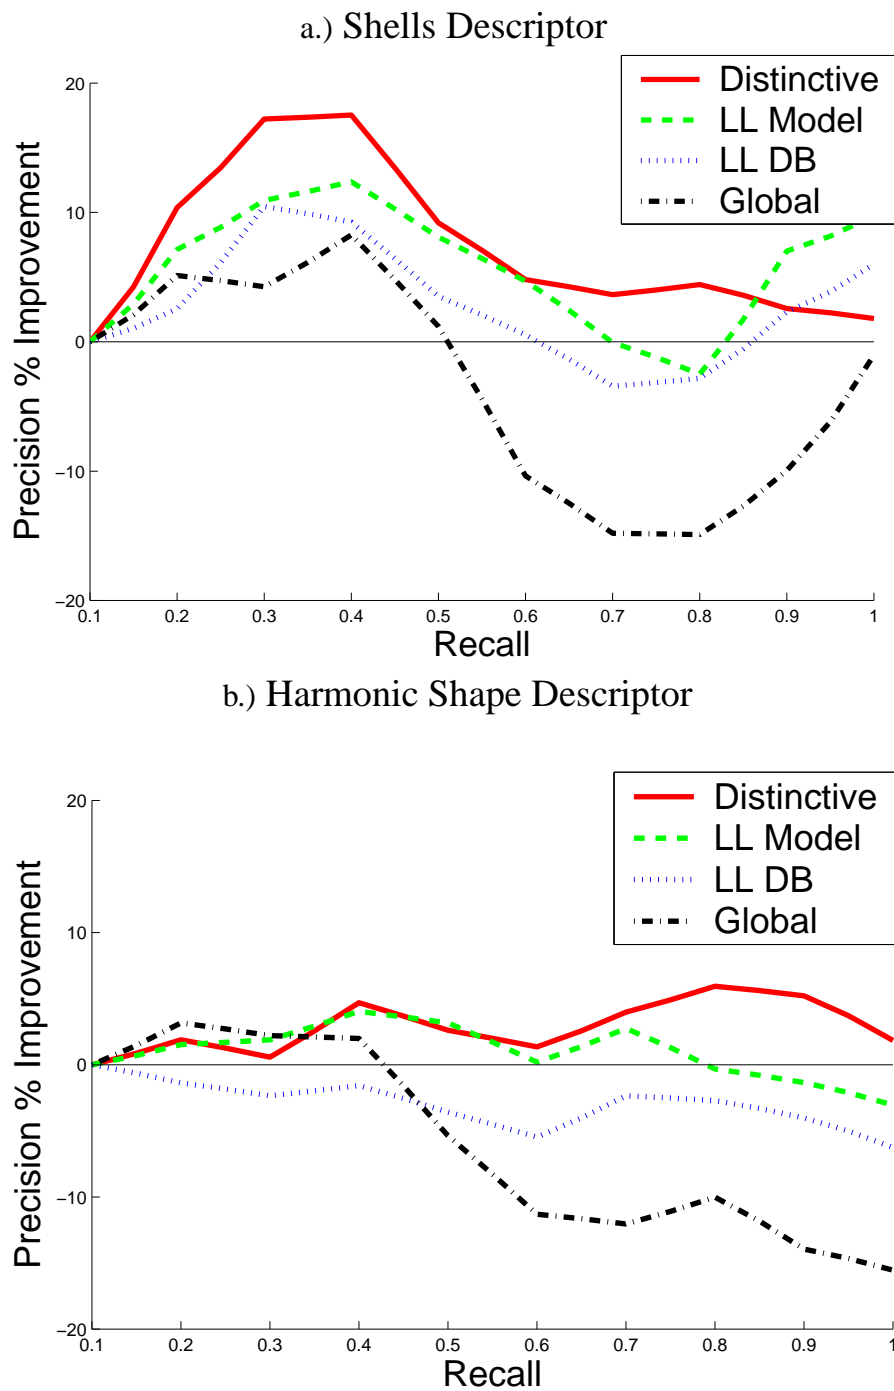 a.) Shells Descriptor
Distinctive
LL Model
LL DB
Global
20
10
0
−10
−20
Precision % Improvement
0.1 0.2 0.3 0.4 0.5 0.6 0.7 0.8 0.9 1
Recall
b.) Harmonic Shape Descriptor
Distinctive
LL Model
LL DB
Global
20
10
0
−10
−20
Precision % Improvement
0.1 0.2 0.3 0.4 0.5 0.6 0.7 0.8 0.9 1
Recall